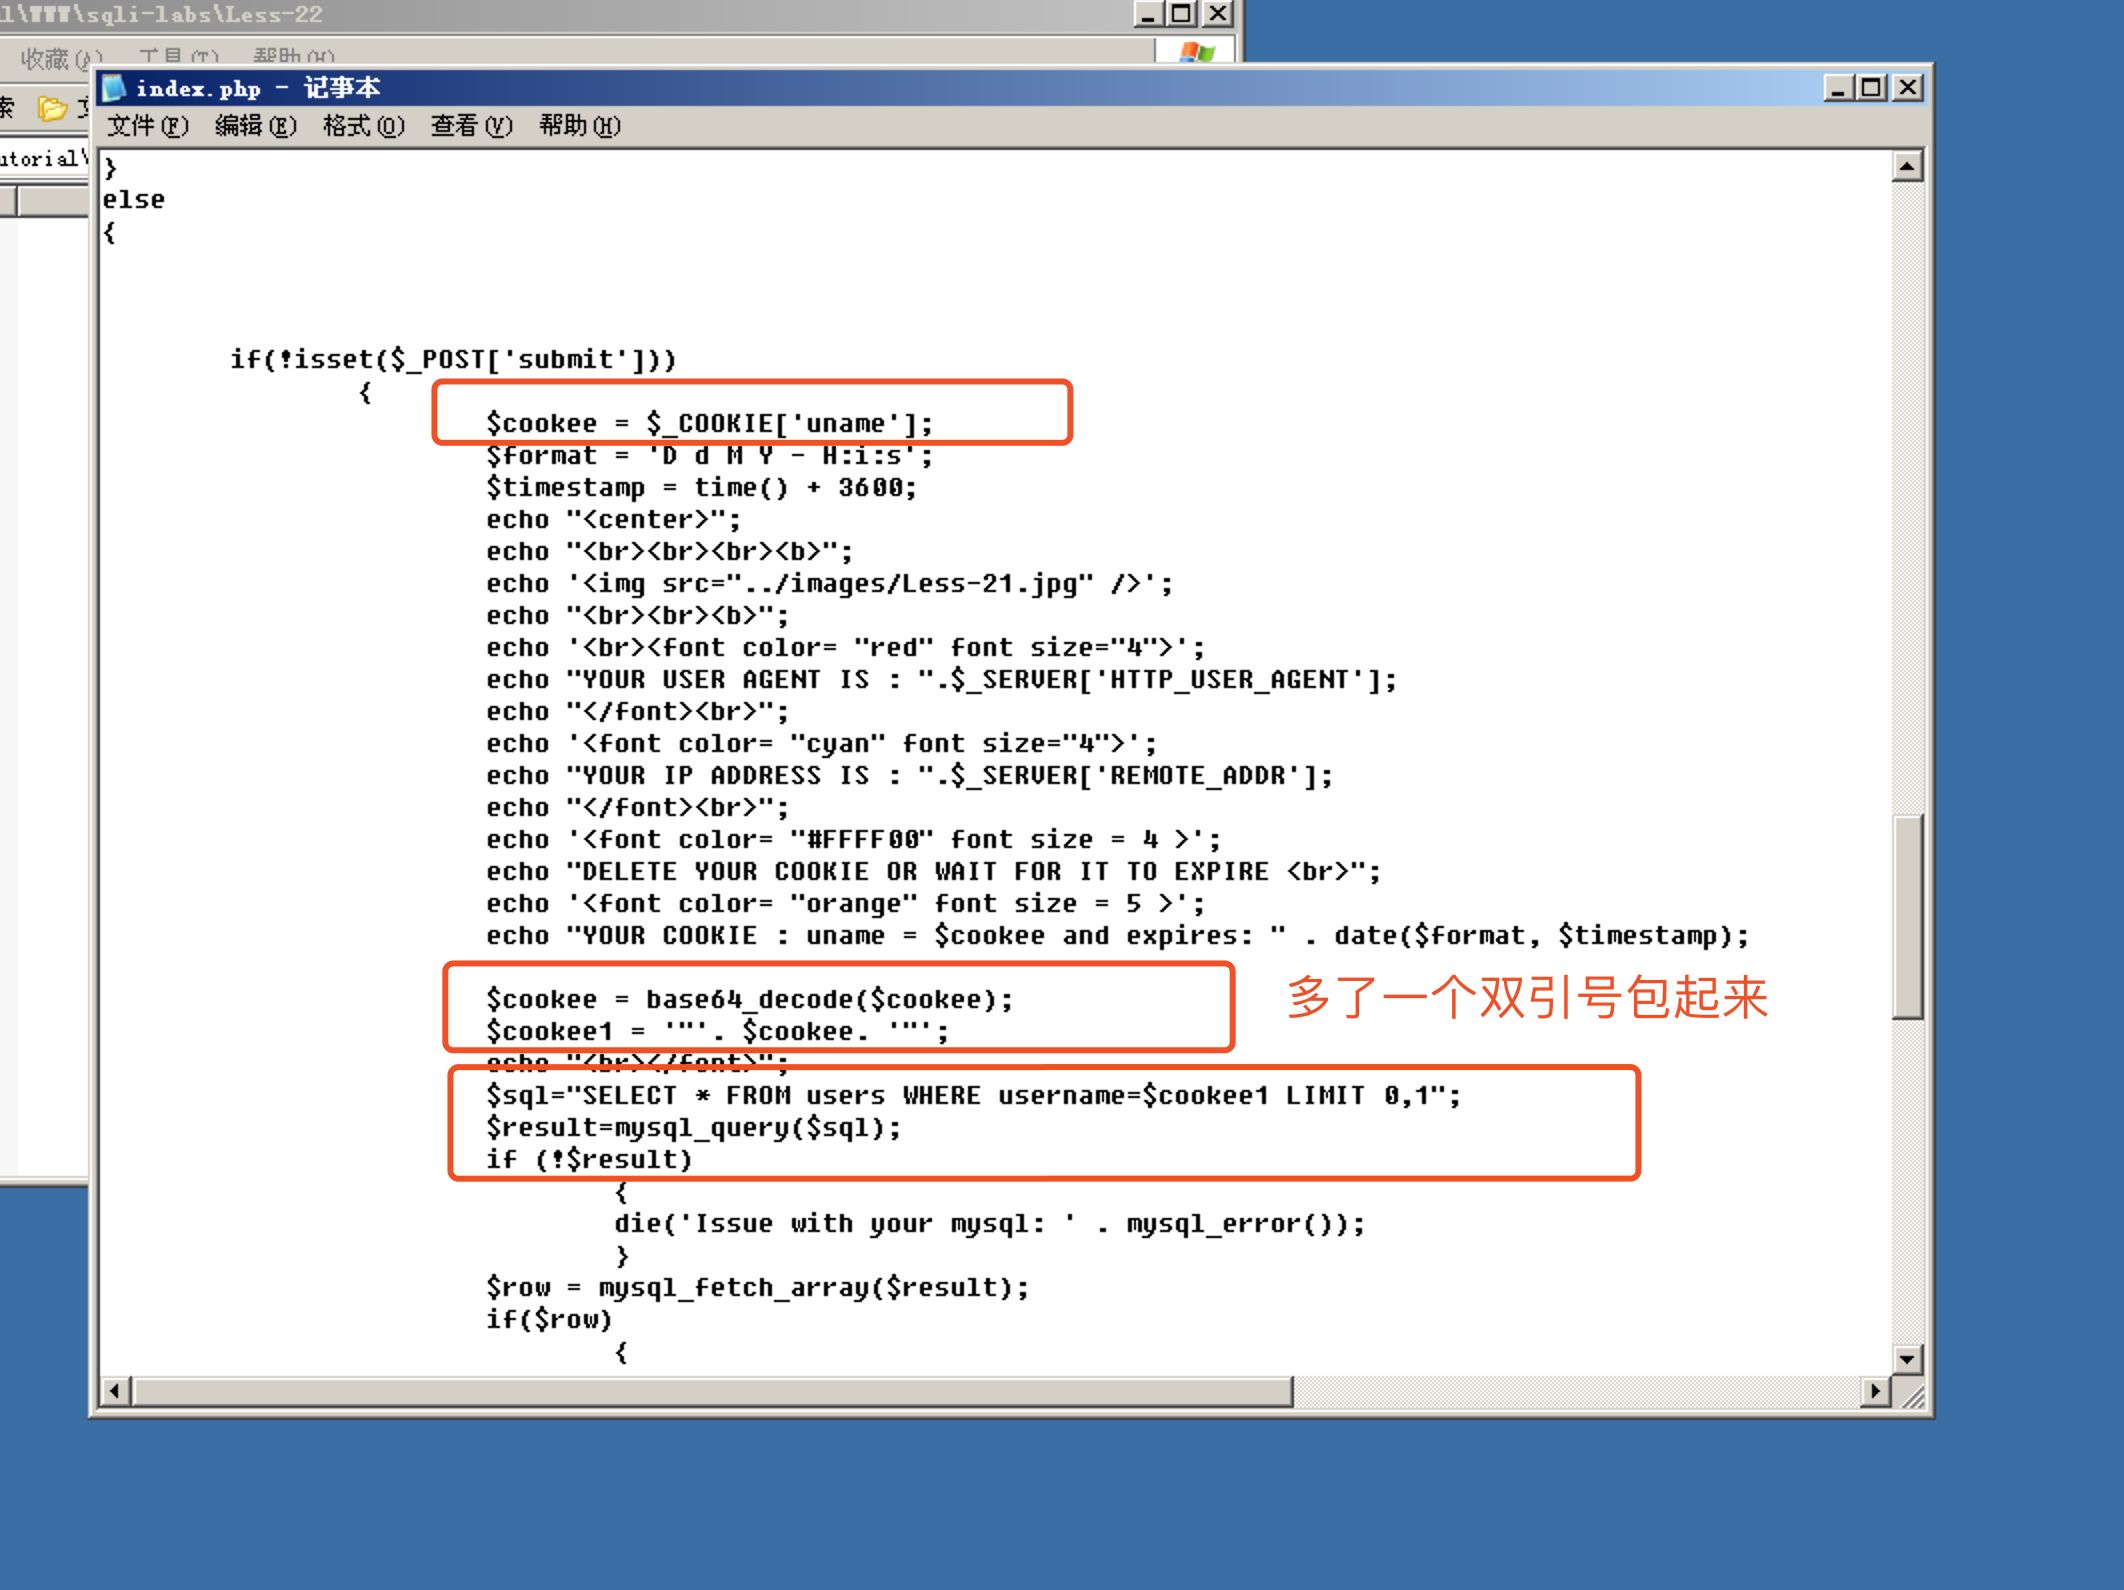 l\WWW\sqli-labs\Less-22
收藏(A) 工具(T) 帮助(H)
index.php - 记事本
索
文件(F) 编辑(E) 格式(O) 查看(V) 帮助(H)
utorial\
}
else
{
if(!isset($_POST['submit']))
{
$cookee = $_COOKIE['uname'];
$format = 'D d M Y - H:i:s';
$timestamp = time() + 3600;
echo "<center>";
echo "<br><br><br><b>";
echo '<img src="../images/Less-21.jpg" />';
echo "<br><br><b>";
echo '<br><font color= "red" font size="4">';
echo "YOUR USER AGENT IS : ".$_SERVER['HTTP_USER_AGENT'];
echo "</font><br>";
echo '<font color= "cyan" font size="4">';
echo "YOUR IP ADDRESS IS : ".$_SERVER['REMOTE_ADDR'];
echo "</font><br>";
echo '<font color= "#FFFF00" font size = 4 >';
echo "DELETE YOUR COOKIE OR WAIT FOR IT TO EXPIRE <br>";
echo '<font color= "orange" font size = 5 >';
echo "YOUR COOKIE : uname = $cookee and expires: " . date($format, $timestamp);
$cookee = base64_decode($cookee);
多了一个双引号包起来
$cookee1 = '"'. $cookee. '"';
echo "<br></font>";
$sql="SELECT * FROM users WHERE username=$cookee1 LIMIT 0,1";
$result=mysql_query($sql);
if (!$result)
{
die('Issue with your mysql: ' . mysql_error());
}
$row = mysql_fetch_array($result);
if($row)
{